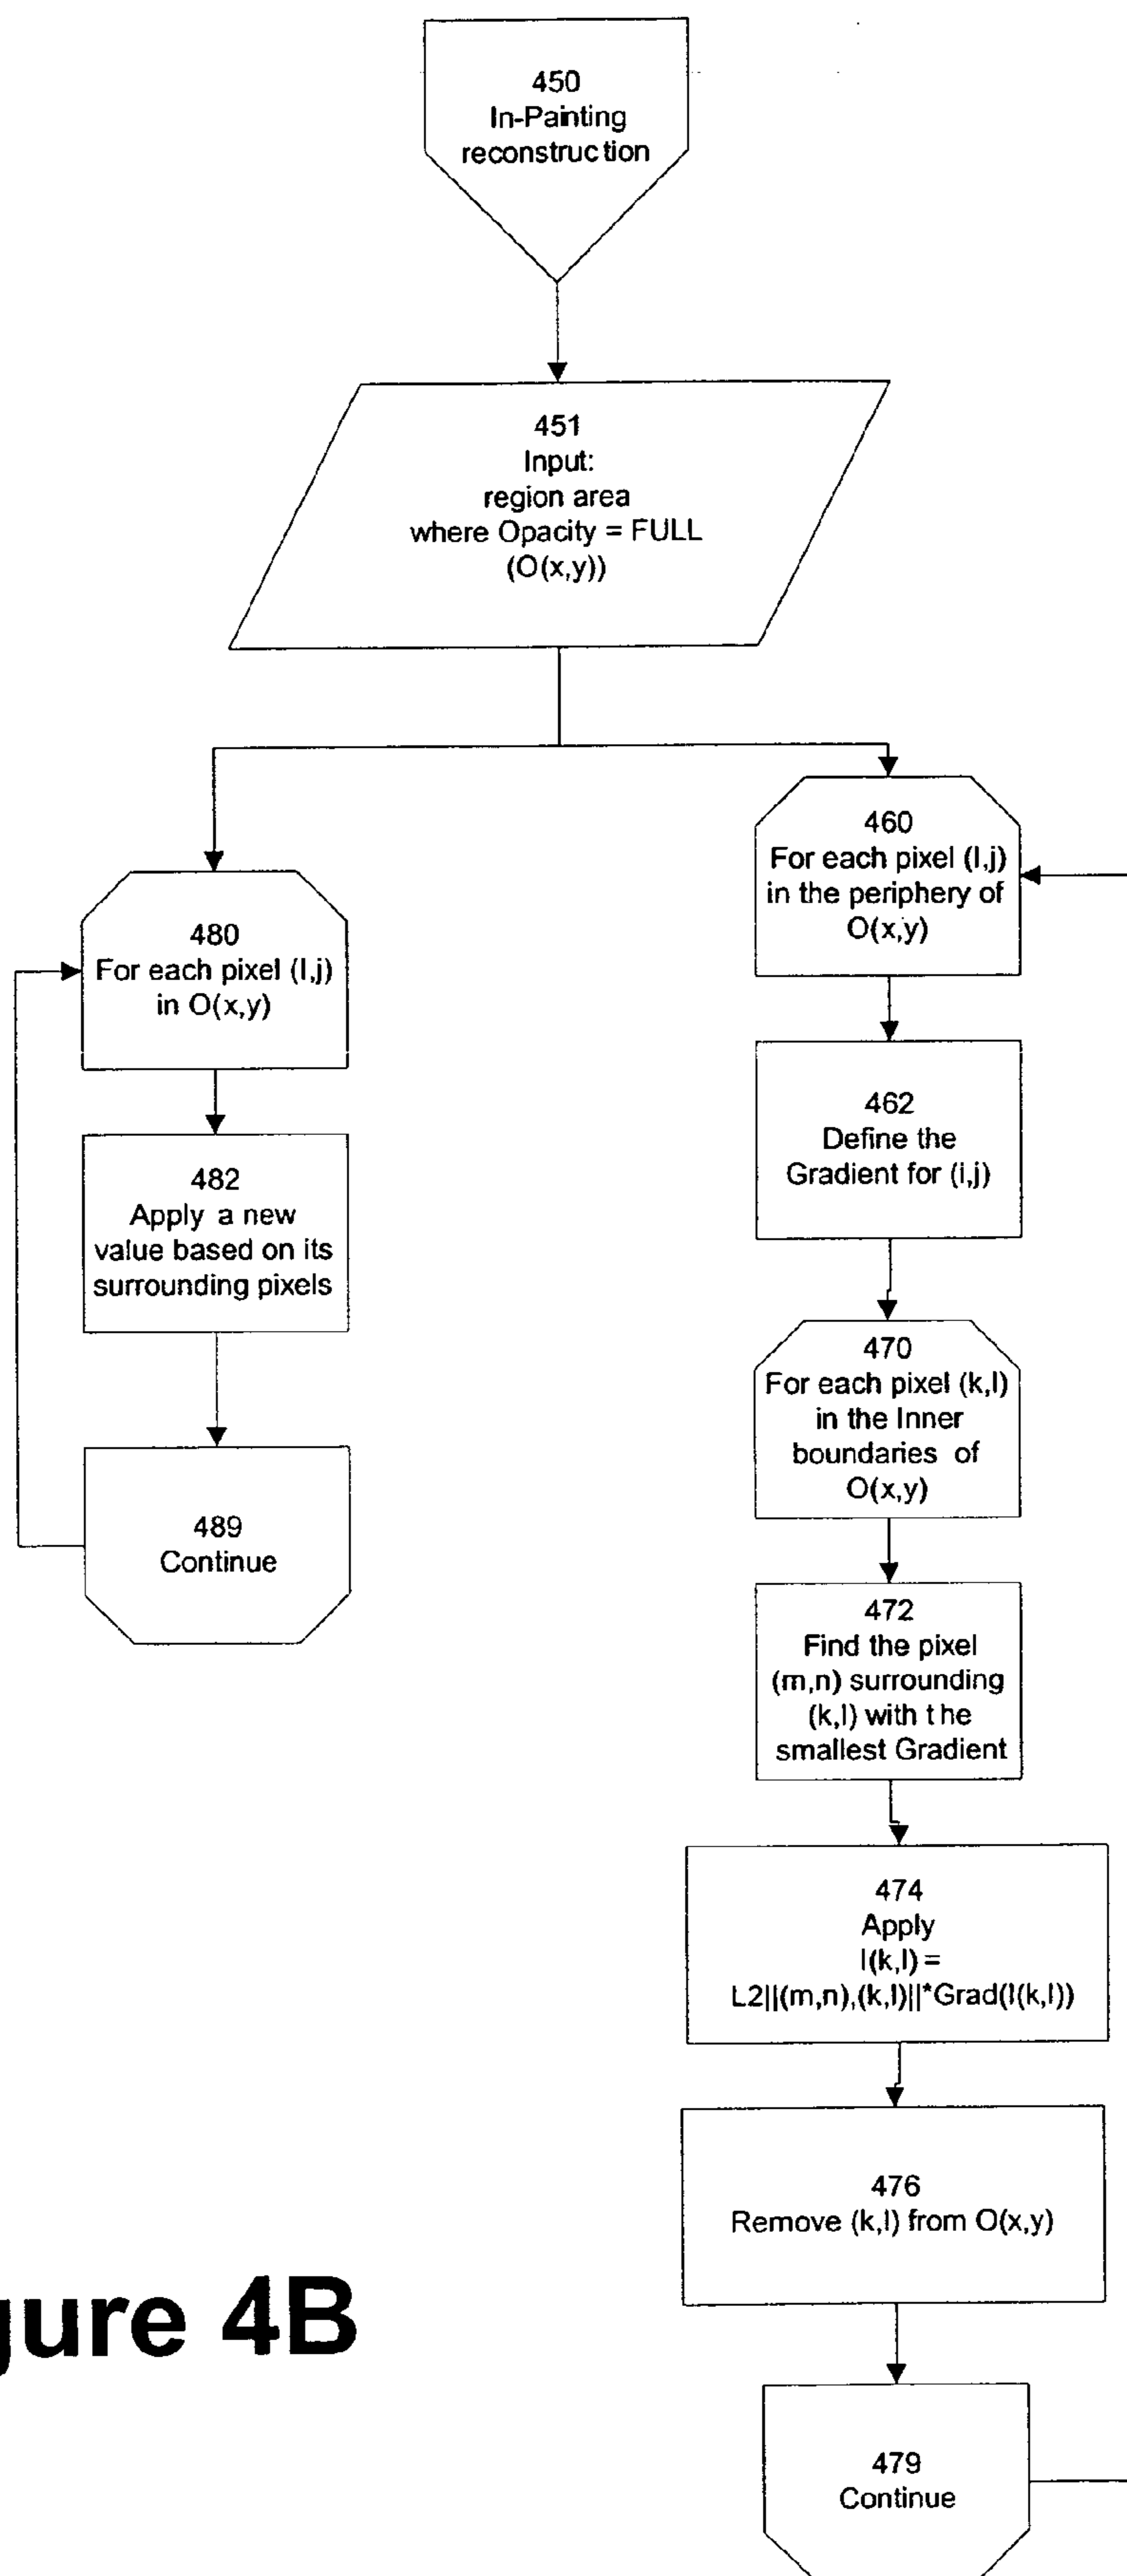 450
In-Painting
reconstruction
451
Input:
region area
where Opacity = FULL
(O(x,y))
480
For each pixel (I,j)
in O(x,y)
482
Apply a new
value based on its
surrounding pixels
489
Continue
460
For each pixel (I,j)
in the periphery of
O(x,y)
462
Define the
Gradient for (i,j)
470
For each pixel (k,l)
in the Inner
boundaries of
O(x,y)
472
Find the pixel
(m,n) surrounding
(k,l) with the
smallest Gradient
474
Apply
I(k,l) =
L2||(m,n),(k,l)||*Grad(I(k,l))
476
Remove (k,l) from O(x,y)
479
Continue
gure 4B